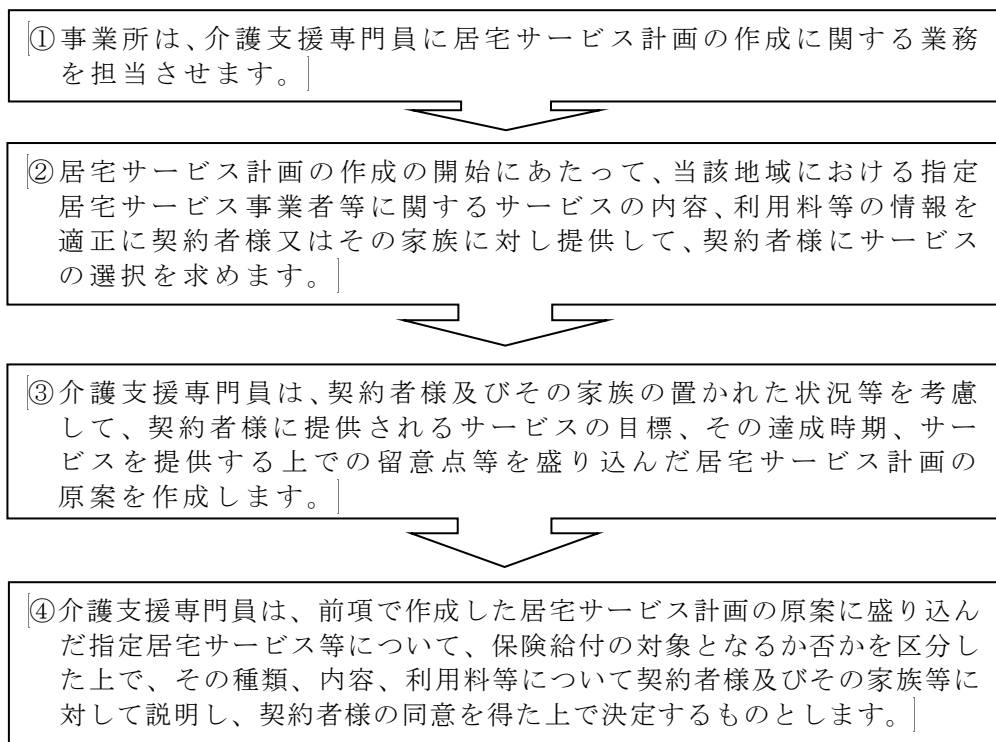 ①事業所は、介護支援専門員に居宅サービス計画の作成に関する業務
を担当させます。
②居宅サービス計画の作成の開始にあたって、当該地域における指定
居宅サービス事業者等に関するサービスの内容、利用料等の情報を
適正に契約者様又はその家族に対し提供して、契約者様にサービス
の選択を求めます。
③介護支援専門員は、契約者様及びその家族の置かれた状況等を考慮
して、契約者様に提供されるサービスの目標、その達成時期、サー
ビスを提供する上での留意点等を盛り込んだ居宅サービス計画の
原案を作成します。
④介護支援専門員は、前項で作成した居宅サービス計画の原案に盛り込ん
だ指定居宅サービス等について、保険給付の対象となるか否かを区分し
た上で、その種類、内容、利用料等について契約者様及びその家族等に
対して説明し、契約者様の同意を得た上で決定するものとします。